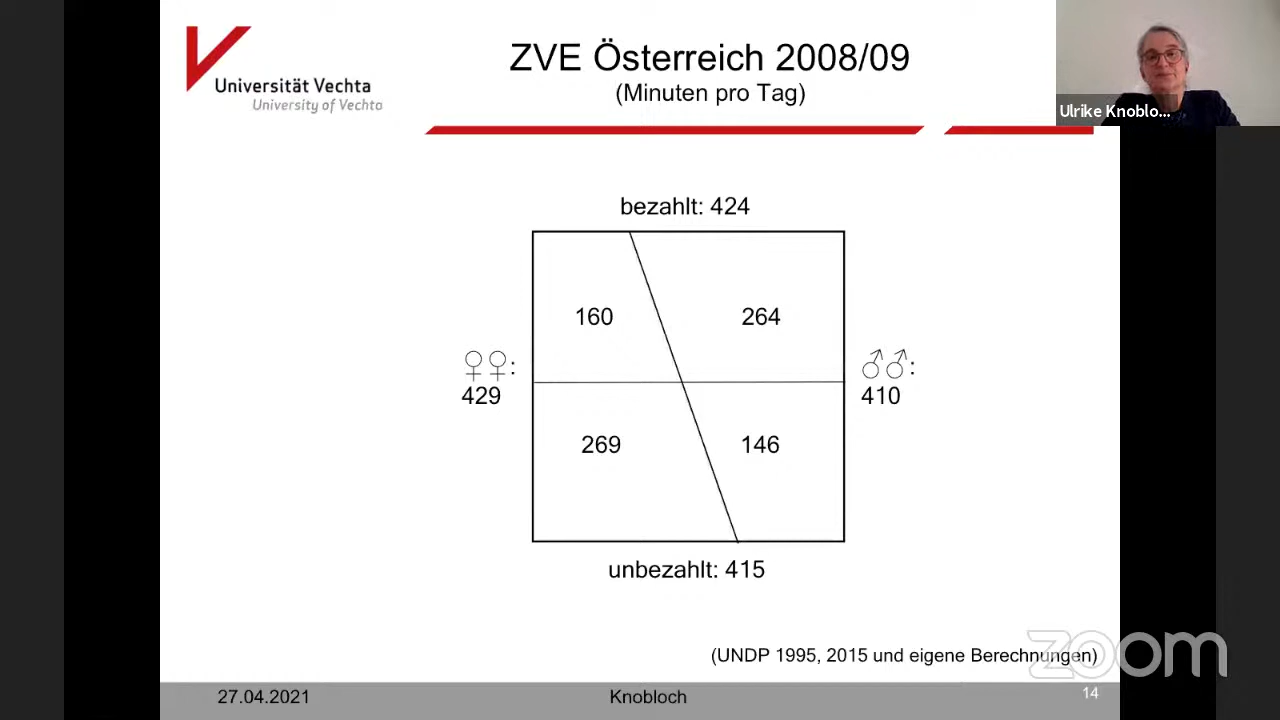 Universität Vechta
University of Vechta
ZVE Österreich 2008/09
(Minuten pro Tag)
Ulrike Knoblo...
bezahlt: 424
160
264
♀♀:
429
♂♂:
410
269
146
unbezahlt: 415
(UNDP 1995, 2015 und eigene Berechnungen)
zoom
27.04.2021
Knobloch
14